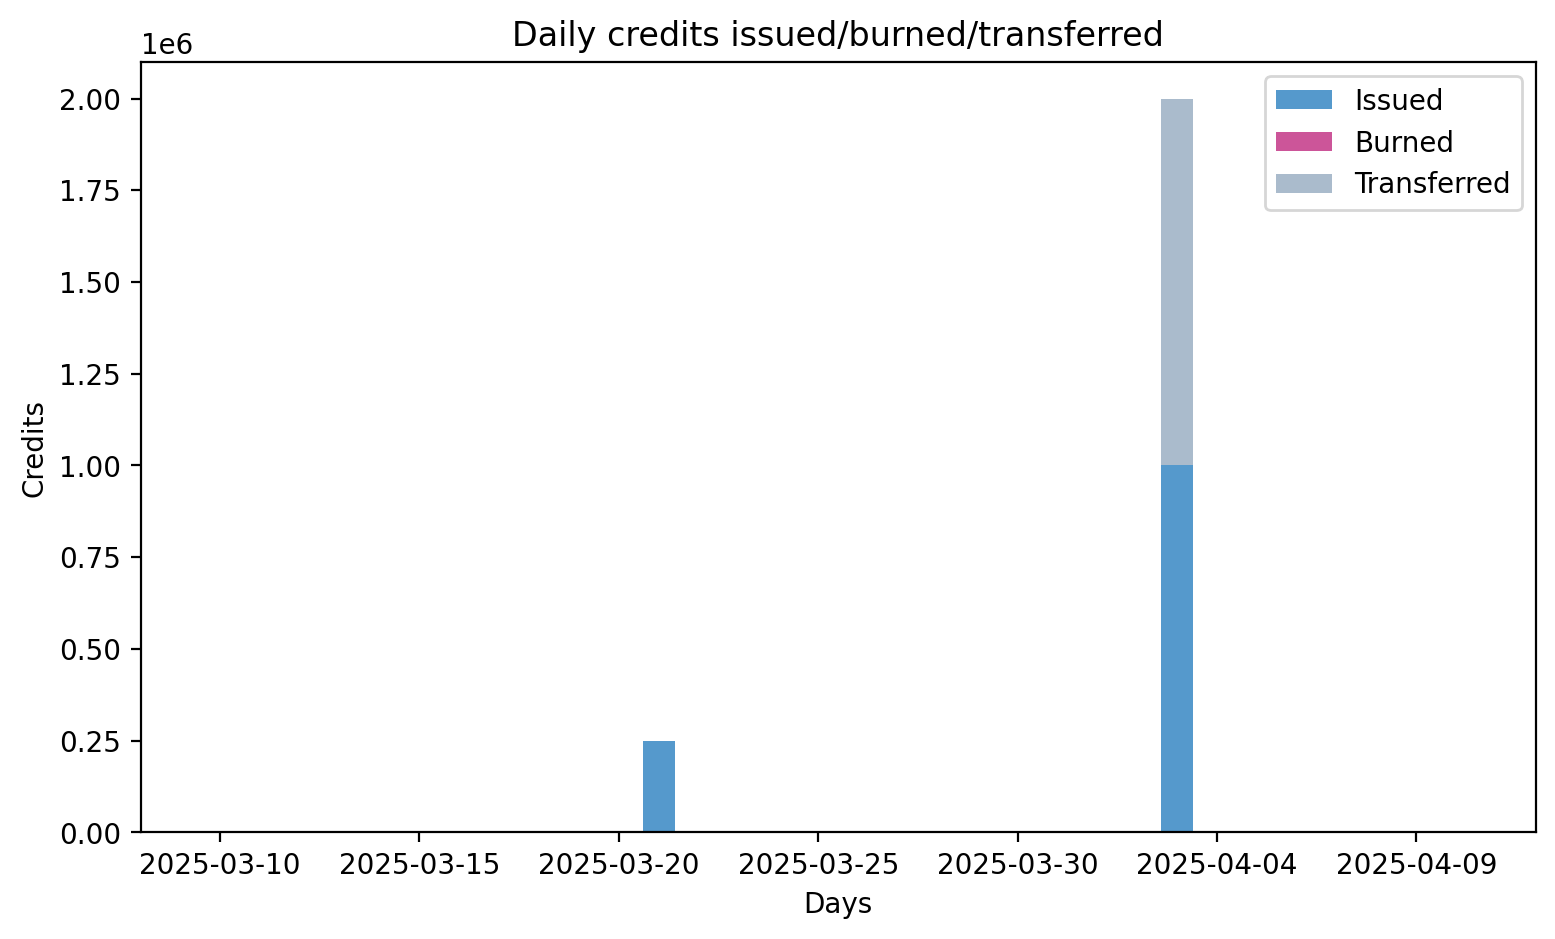 Daily credits issued/burned/transferred
1e6
Issued
Burned
Transferred
2.00
1.75
1.50
1.25
1.00
0.75
0.50
0.25
0.00
Credits
2025-03-10 2025-03-15 2025-03-20 2025-03-25 2025-03-30 2025-04-04 2025-04-09
Days